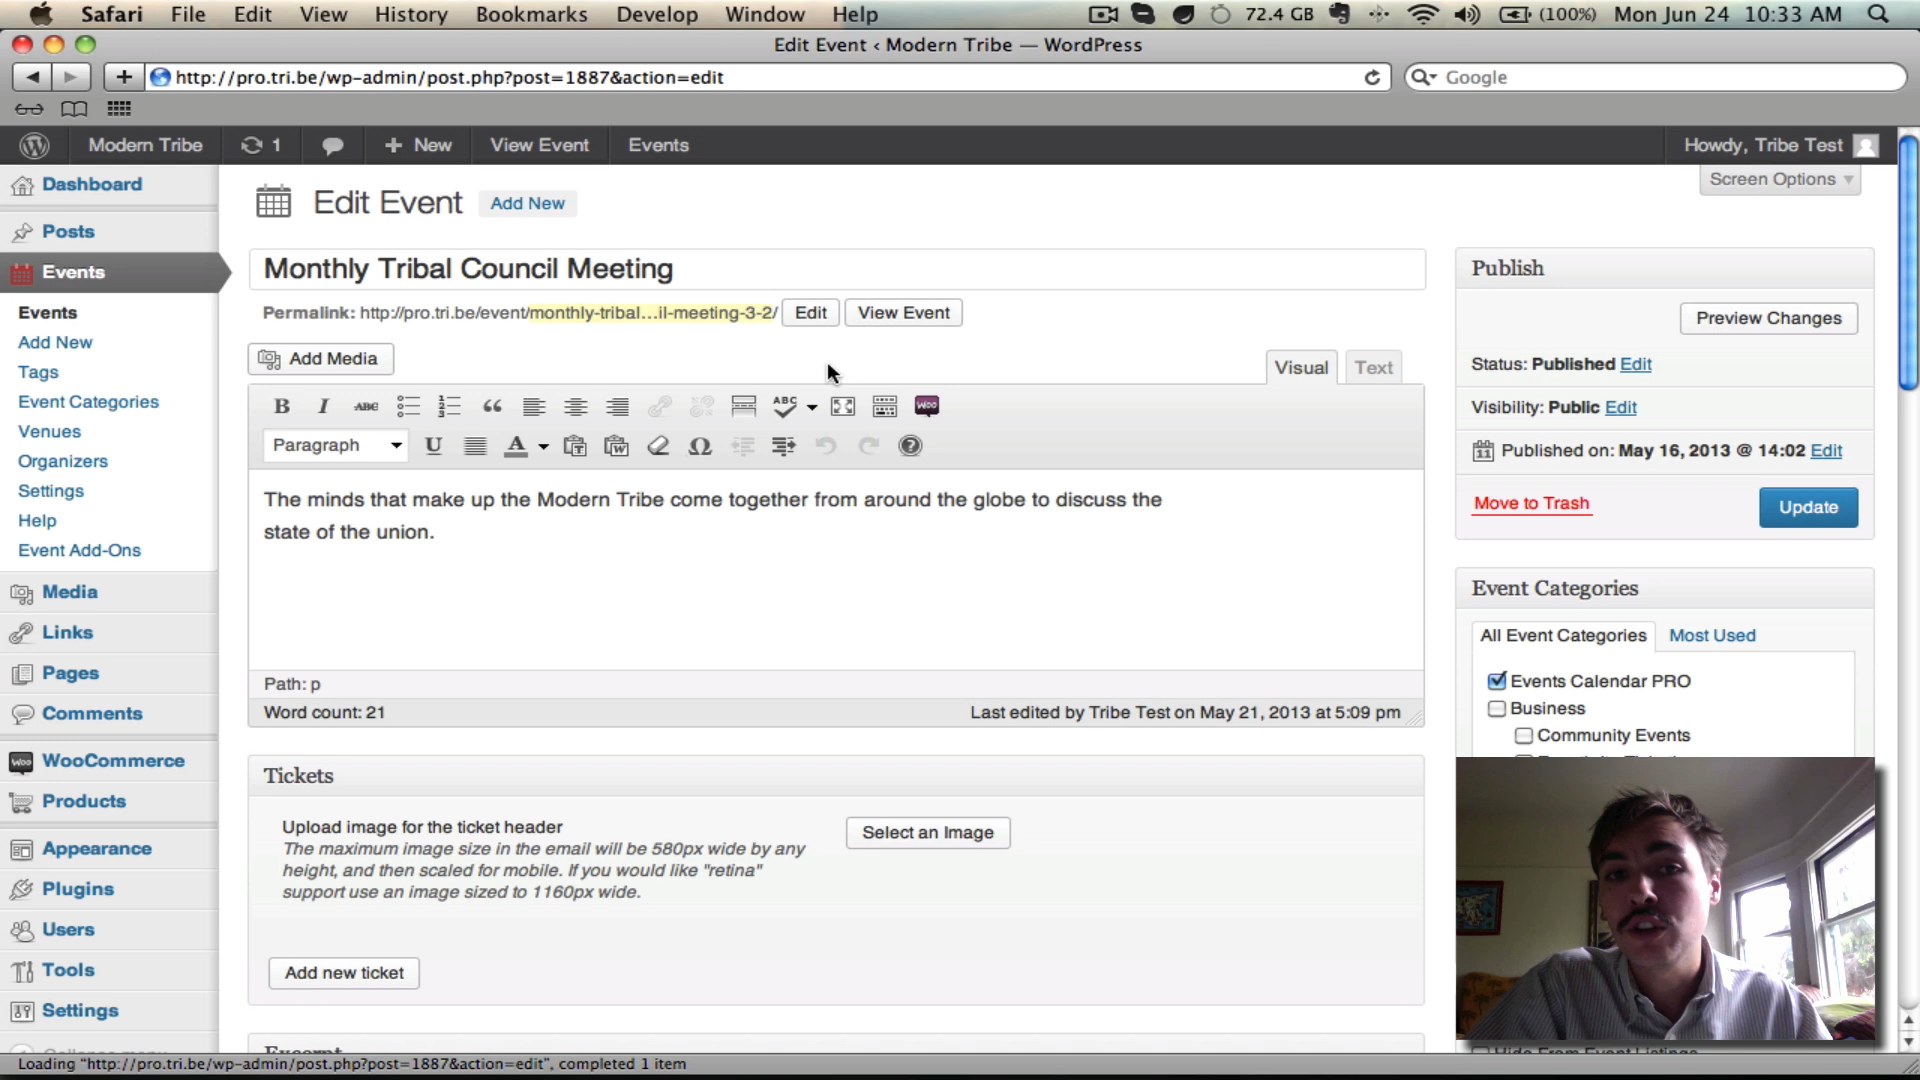 Safari File Edit View History Bookmarks Develop Window Help 72.4 GB (100%) Mon Jun 24 10:33 AM
Edit Event ‹ Modern Tribe — WordPress
http://pro.tri.be/wp-admin/post.php?post=1887&action=edit Google
Modern Tribe 1 + New View Event Events Howdy, Tribe Test
Screen Options
Dashboard
Posts
Events
Events
Add New
Tags
Event Categories
Venues
Organizers
Settings
Help
Event Add-Ons
Media
Links
Pages
Comments
WooCommerce
Products
Appearance
Plugins
Users
Tools
Settings
Edit Event Add New
Monthly Tribal Council Meeting
Permalink: http://pro.tri.be/event/monthly-tribal...il-meeting-3-2/ Edit View Event
Add Media
Visual Text
B I ABC ABC woo
Paragraph U A Ω ?
The minds that make up the Modern Tribe come together from around the globe to discuss the
state of the union.
Path: p
Word count: 21 Last edited by Tribe Test on May 21, 2013 at 5:09 pm
Tickets
Upload image for the ticket header
The maximum image size in the email will be 580px wide by any
height, and then scaled for mobile. If you would like "retina"
support use an image sized to 1160px wide.
Select an Image
Add new ticket
Excerpt
Publish
Preview Changes
Status: Published Edit
Visibility: Public Edit
Published on: May 16, 2013 @ 14:02 Edit
Move to Trash Update
Event Categories
All Event Categories Most Used
Events Calendar PRO
Business
Community Events
Hide From Event Listings
Loading "http://pro.tri.be/wp-admin/post.php?post=1887&action=edit", completed 1 item